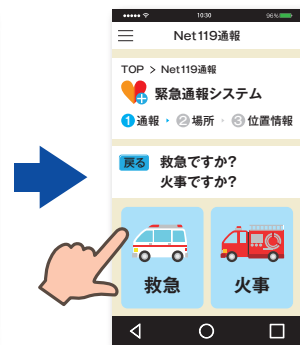 10:30
96%
Net119通報
TOP > Net119通報
緊急通報システム
1 通報 ・ 2 場所 ・ 3 位置情報
戻る 救急ですか?
火事ですか?
救急 火事